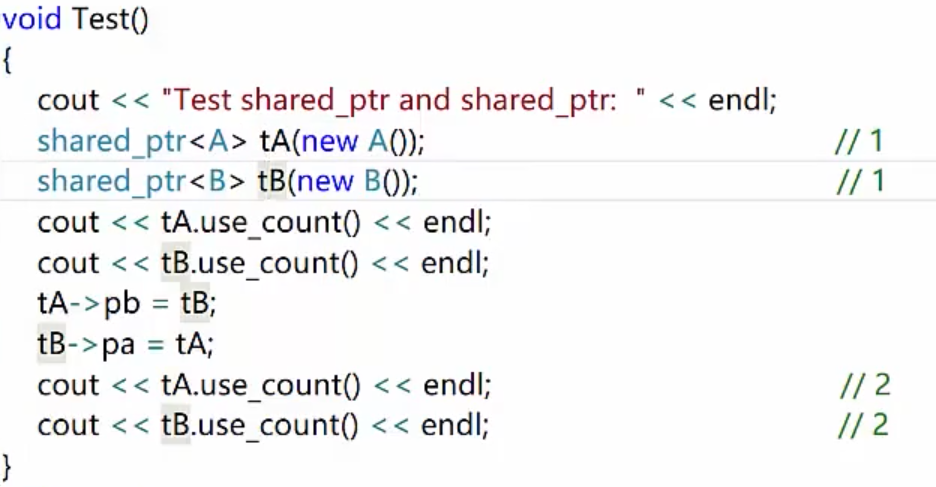 void Test()
{
cout << "Test shared_ptr and shared_ptr:  " << endl;
shared_ptr<A> tA(new A()); // 1
shared_ptr<B> tB(new B()); // 1
cout << tA.use_count() << endl;
cout << tB.use_count() << endl;
tA->pb = tB;
tB->pa = tA;
cout << tA.use_count() << endl; // 2
cout << tB.use_count() << endl; // 2
}